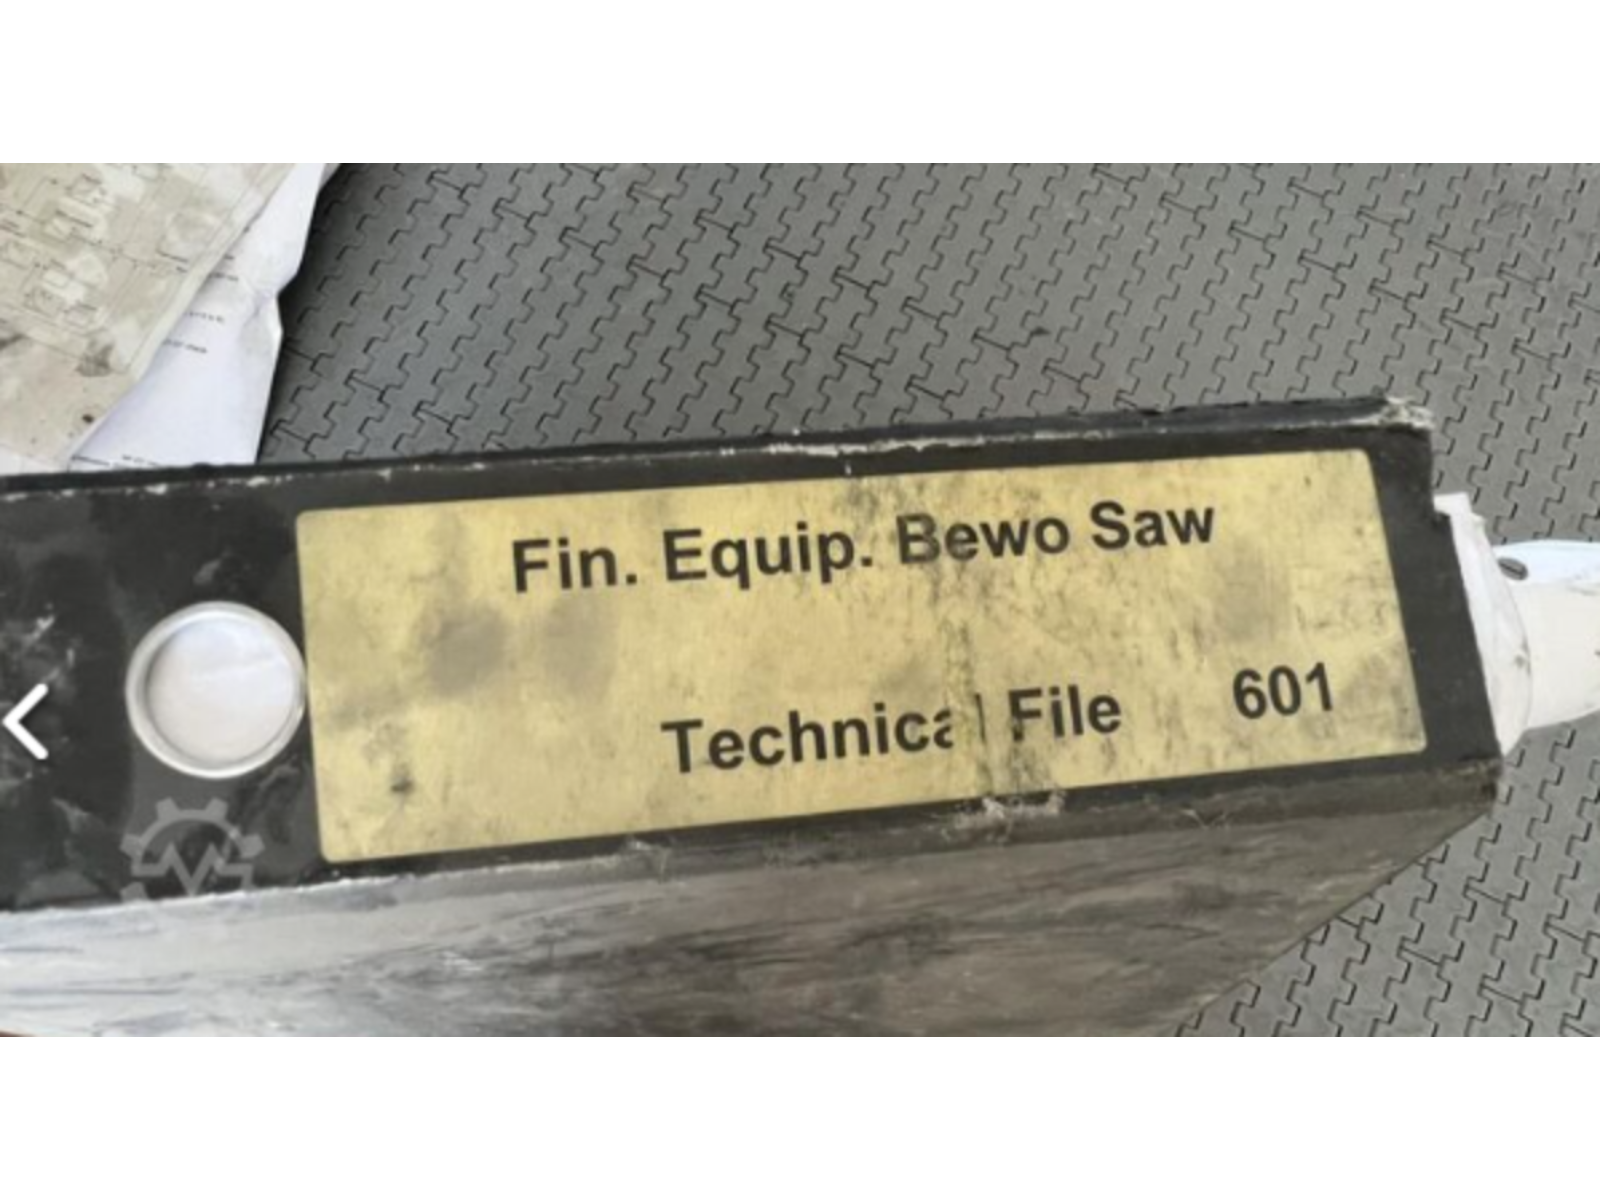 Fin. Equip. Bewo Saw
Technical File 601